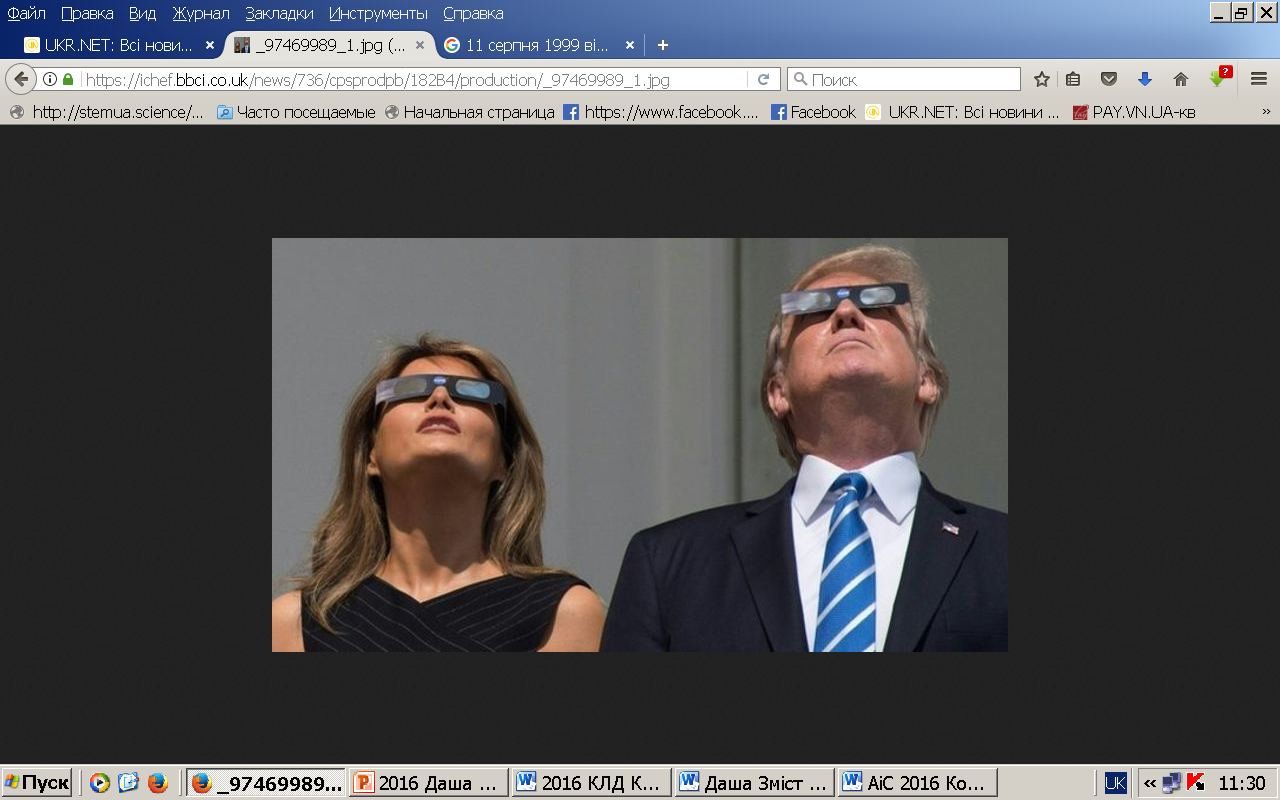 Файл Правка Вид Журнал Закладки Инструменты Справка
UKR.NET: Всі нови... _97469989_1.jpg (... 11 серпня 1999 ві...
https://ichef.bbci.co.uk/news/736/cpsprodpb/182B4/production/_97469989_1.jpg Поиск ?
http://stemua.science/... Часто посещаемые Начальная страница https://www.facebook.... Facebook UKR.NET: Всі новини ... PAY.VN.UA-кв »
Пуск _97469989... 2016 Даша ... 2016 КЛД К... Даша Зміст ... АіС 2016 Ко... UK « 11:30